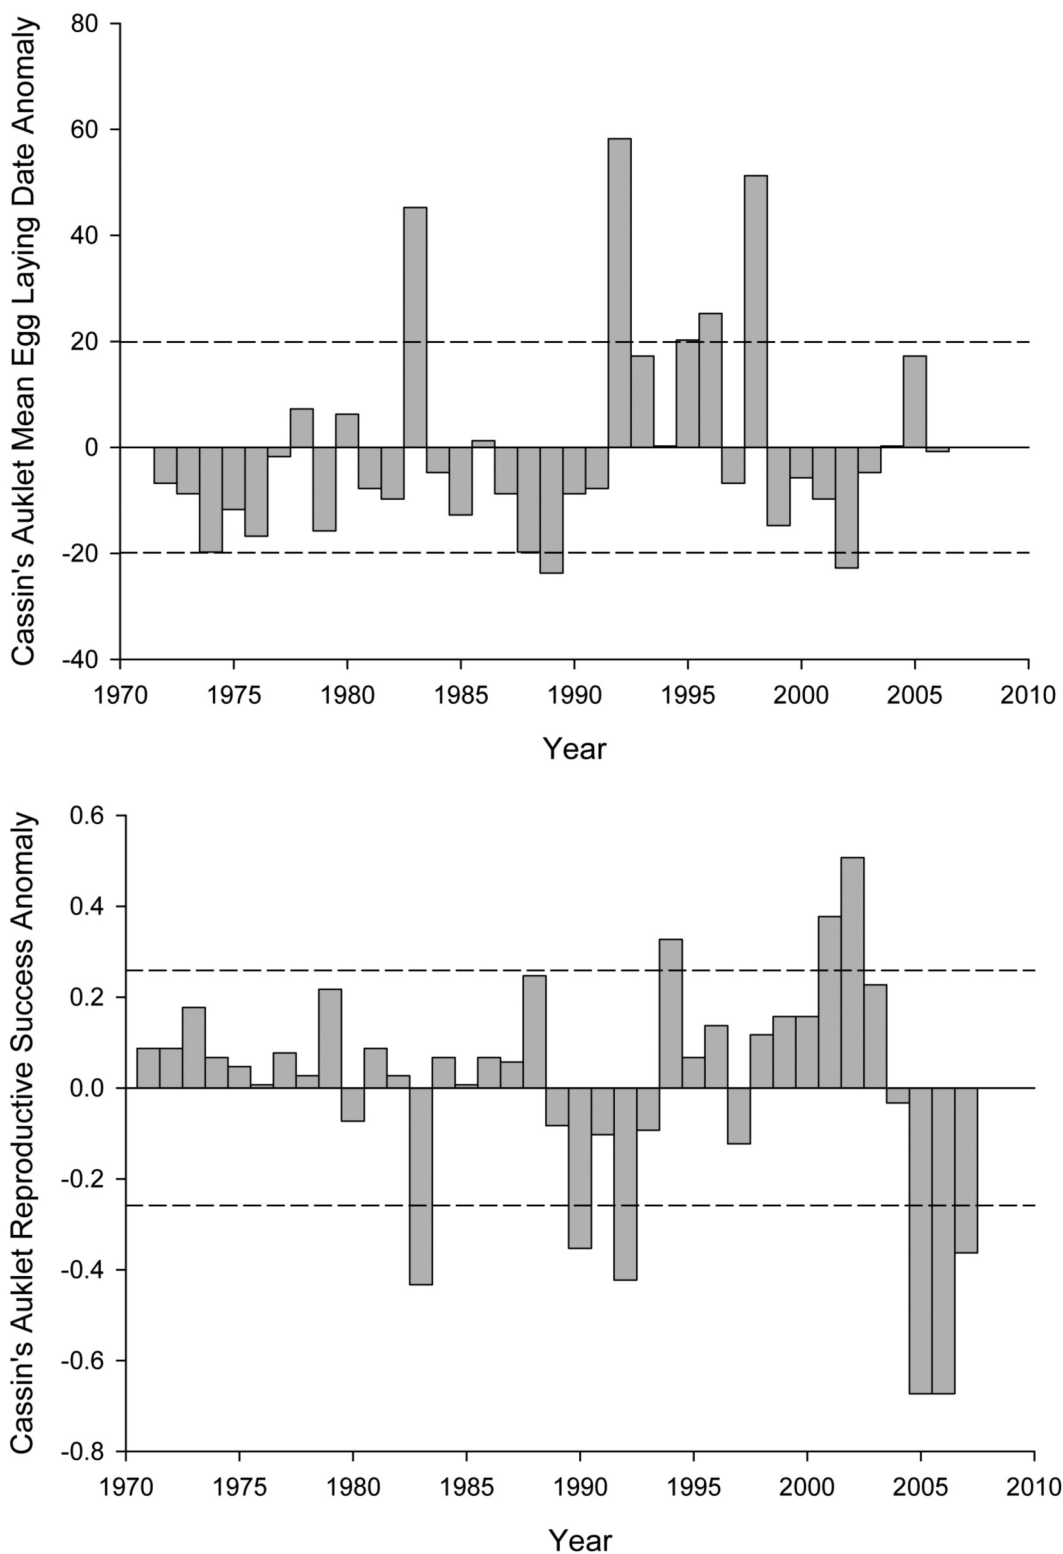 Cassin's Auklet Mean Egg Laying Date Anomaly
80
60
40
20
0
-20
-40
1970 1975 1980 1985 1990 1995 2000 2005 2010
Year
Cassin's Auklet Reproductive Success Anomaly
0.6
0.4
0.2
0.0
-0.2
-0.4
-0.6
-0.8
1970 1975 1980 1985 1990 1995 2000 2005 2010
Year